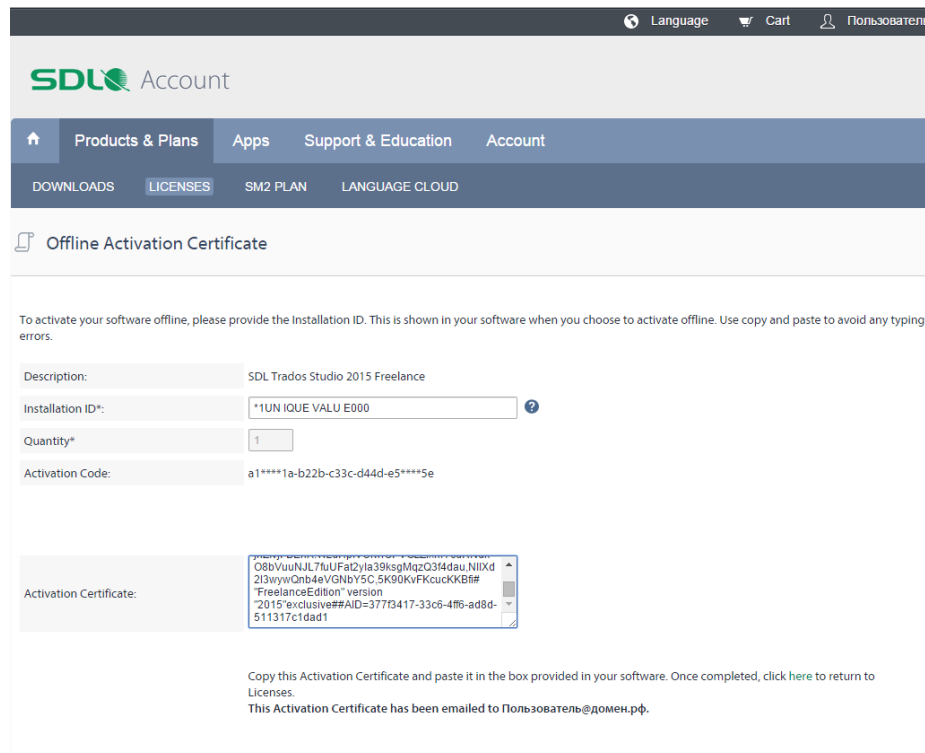 Language Cart Пользователь
SDL Account
Products & Plans Apps Support & Education Account
DOWNLOADS LICENSES SM2 PLAN LANGUAGE CLOUD
Offline Activation Certificate
To activate your software offline, please provide the Installation ID. This is shown in your software when you choose to activate offline. Use copy and paste to avoid any typing
errors.
Description: SDL Trados Studio 2015 Freelance
Installation ID*: *1UN IQUE VALU E000
Quantity* 1
Activation Code: a1****1a-b22b-c33c-d44d-e5****5e
O8bVuuNJL7fuUFat2yla39ksgMqzQ3f4dau,NIIXd
2I3wywQnb4eVGNbY5C,5K90KvFKcucKKBfi#
"FreelanceEdition" version
Activation Certificate: "2015"exclusive##AID=377f3417-33c6-4ff6-ad8d-
511317c1dad1
Copy this Activation Certificate and paste it in the box provided in your software. Once completed, click here to return to
Licenses.
This Activation Certificate has been emailed to Пользователь@домен.рф.